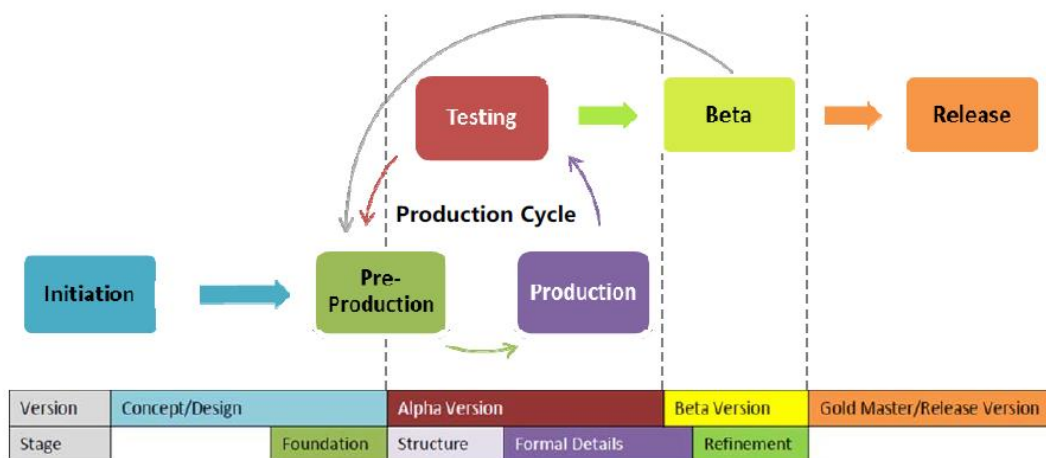 Testing
Beta
Release
Production Cycle
Initiation
Pre-
Production
Production
Version
Concept/Design
Alpha Version
Beta Version
Gold Master/Release Version
Stage
Foundation
Structure
Formal Details
Refinement